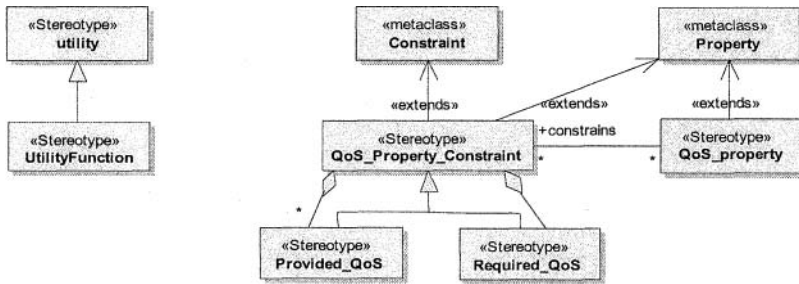 «Stereotype»
utility
«metaclass»
Constraint
«metaclass»
Property
«extends»
«extends»
«extends»
«Stereotype»
UtilityFunction
«Stereotype»
QoS_Property_Constraint
+constrains
*
*
«Stereotype»
QoS_property
*
«Stereotype»
Provided_QoS
«Stereotype»
Required_QoS